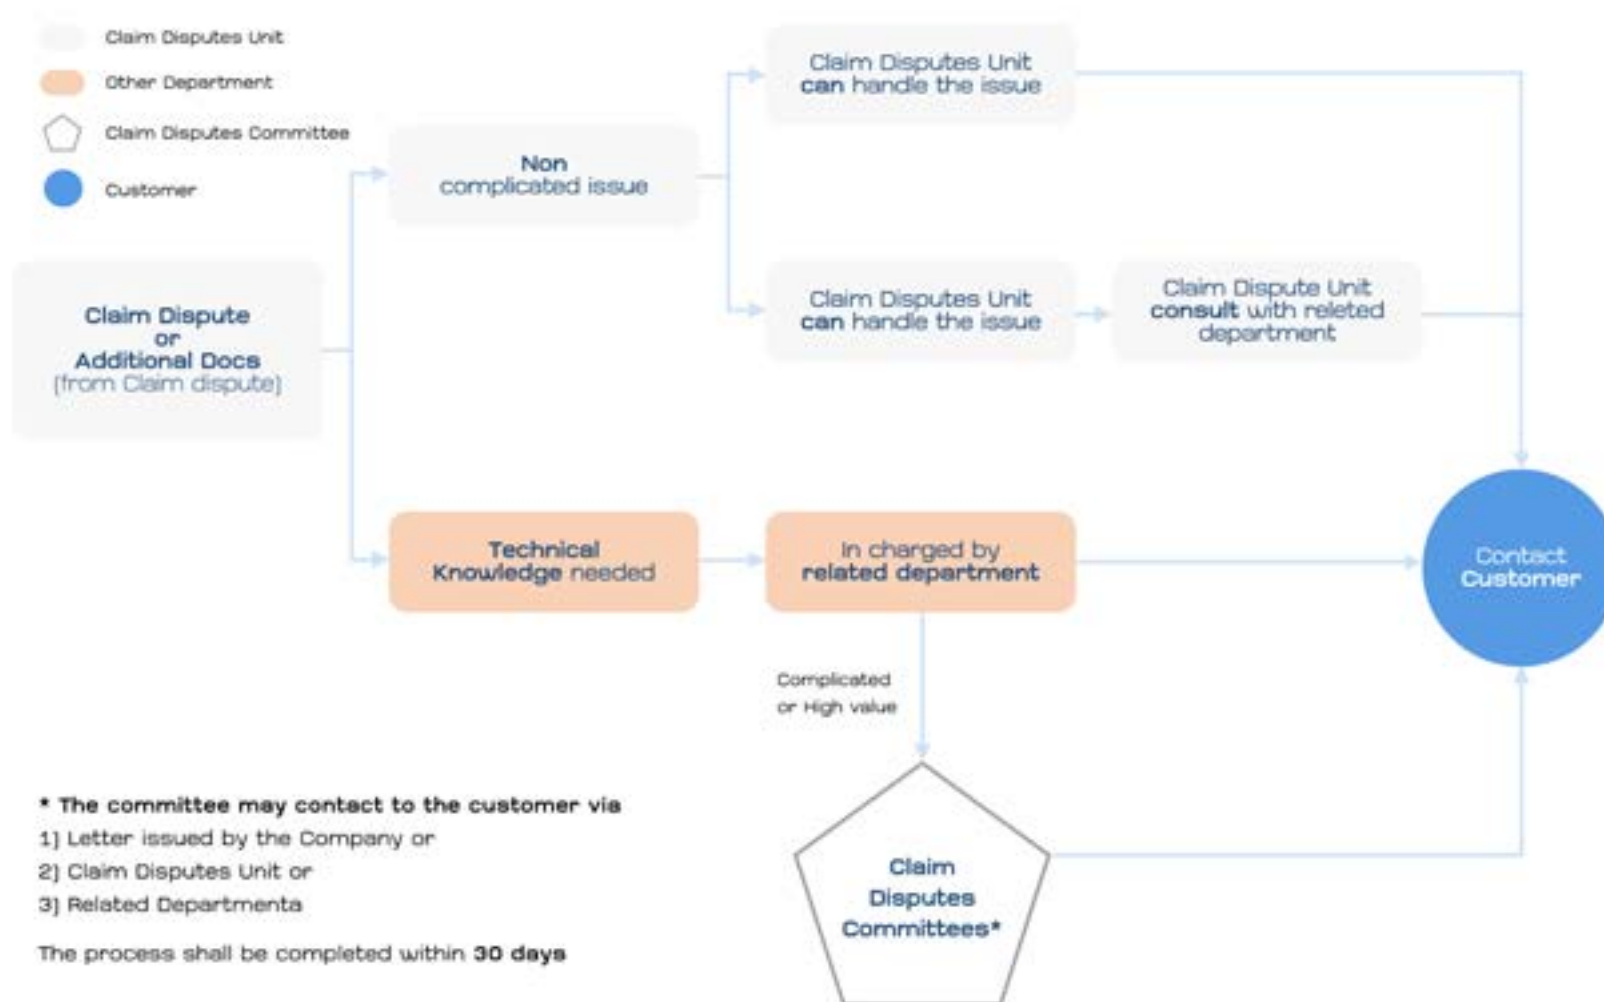 Claim Disputes Unit
Other Department
Claim Disputes Committee
Customer
Claim Dispute
or
Additional Docs
(from Claim dispute)
Non
complicated issue
Claim Disputes Unit
can handle the issue
Claim Disputes Unit
can handle the issue
Claim Dispute Unit
consult with releted
department
Technical
Knowledge needed
In charged by
related department
Contact
Customer
Complicated
or High value
Claim
Disputes
Committees*
* The committee may contact to the customer via
1) Letter issued by the Company or
2) Claim Disputes Unit or
3) Related Departmenta
The process shall be completed within 30 days